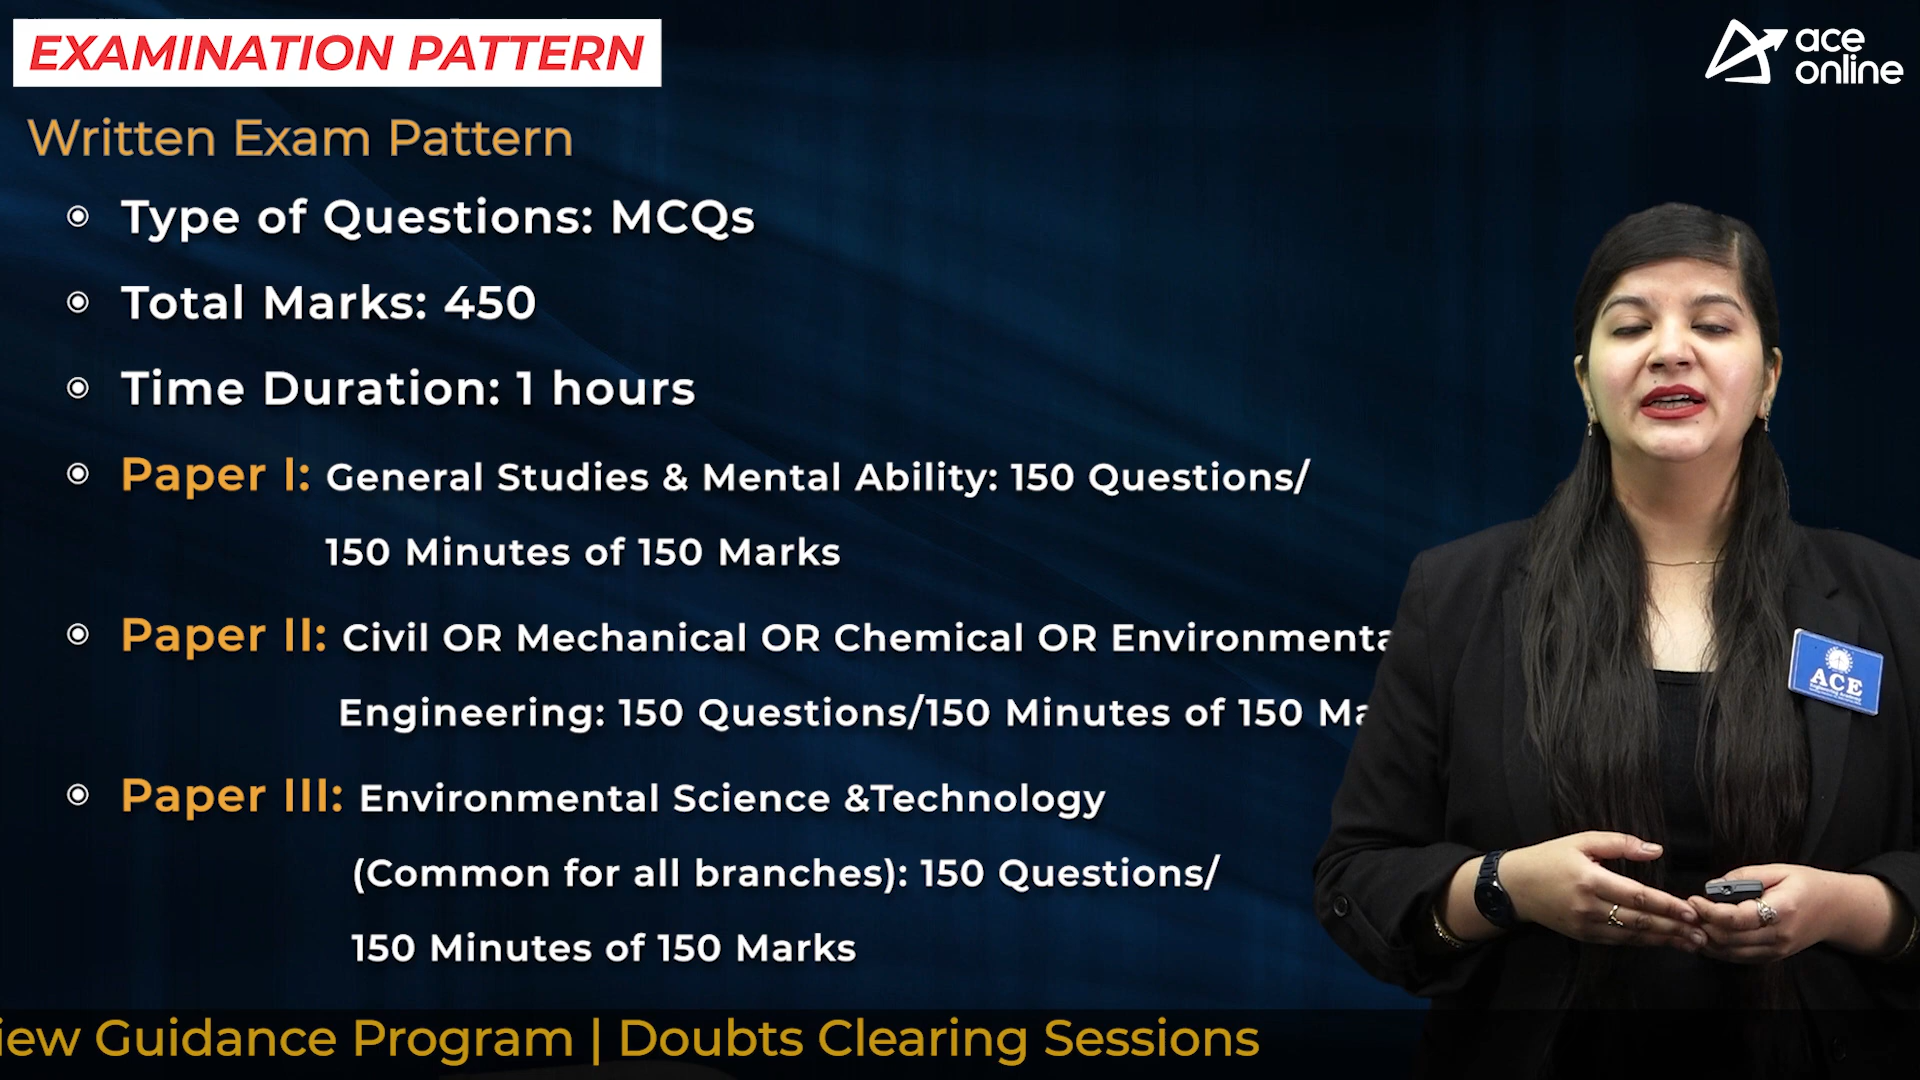 EXAMINATION PATTERN
ace
online
Written Exam Pattern
Type of Questions: MCQs
Total Marks: 450
Time Duration: 1 hours
Paper I: General Studies & Mental Ability: 150 Questions/
150 Minutes of 150 Marks
Paper II: Civil OR Mechanical OR Chemical OR Environmenta
Engineering: 150 Questions/150 Minutes of 150 Ma
ACE
Paper III: Environmental Science &Technology
(Common for all branches): 150 Questions/
150 Minutes of 150 Marks
iew Guidance Program | Doubts Clearing Sessions